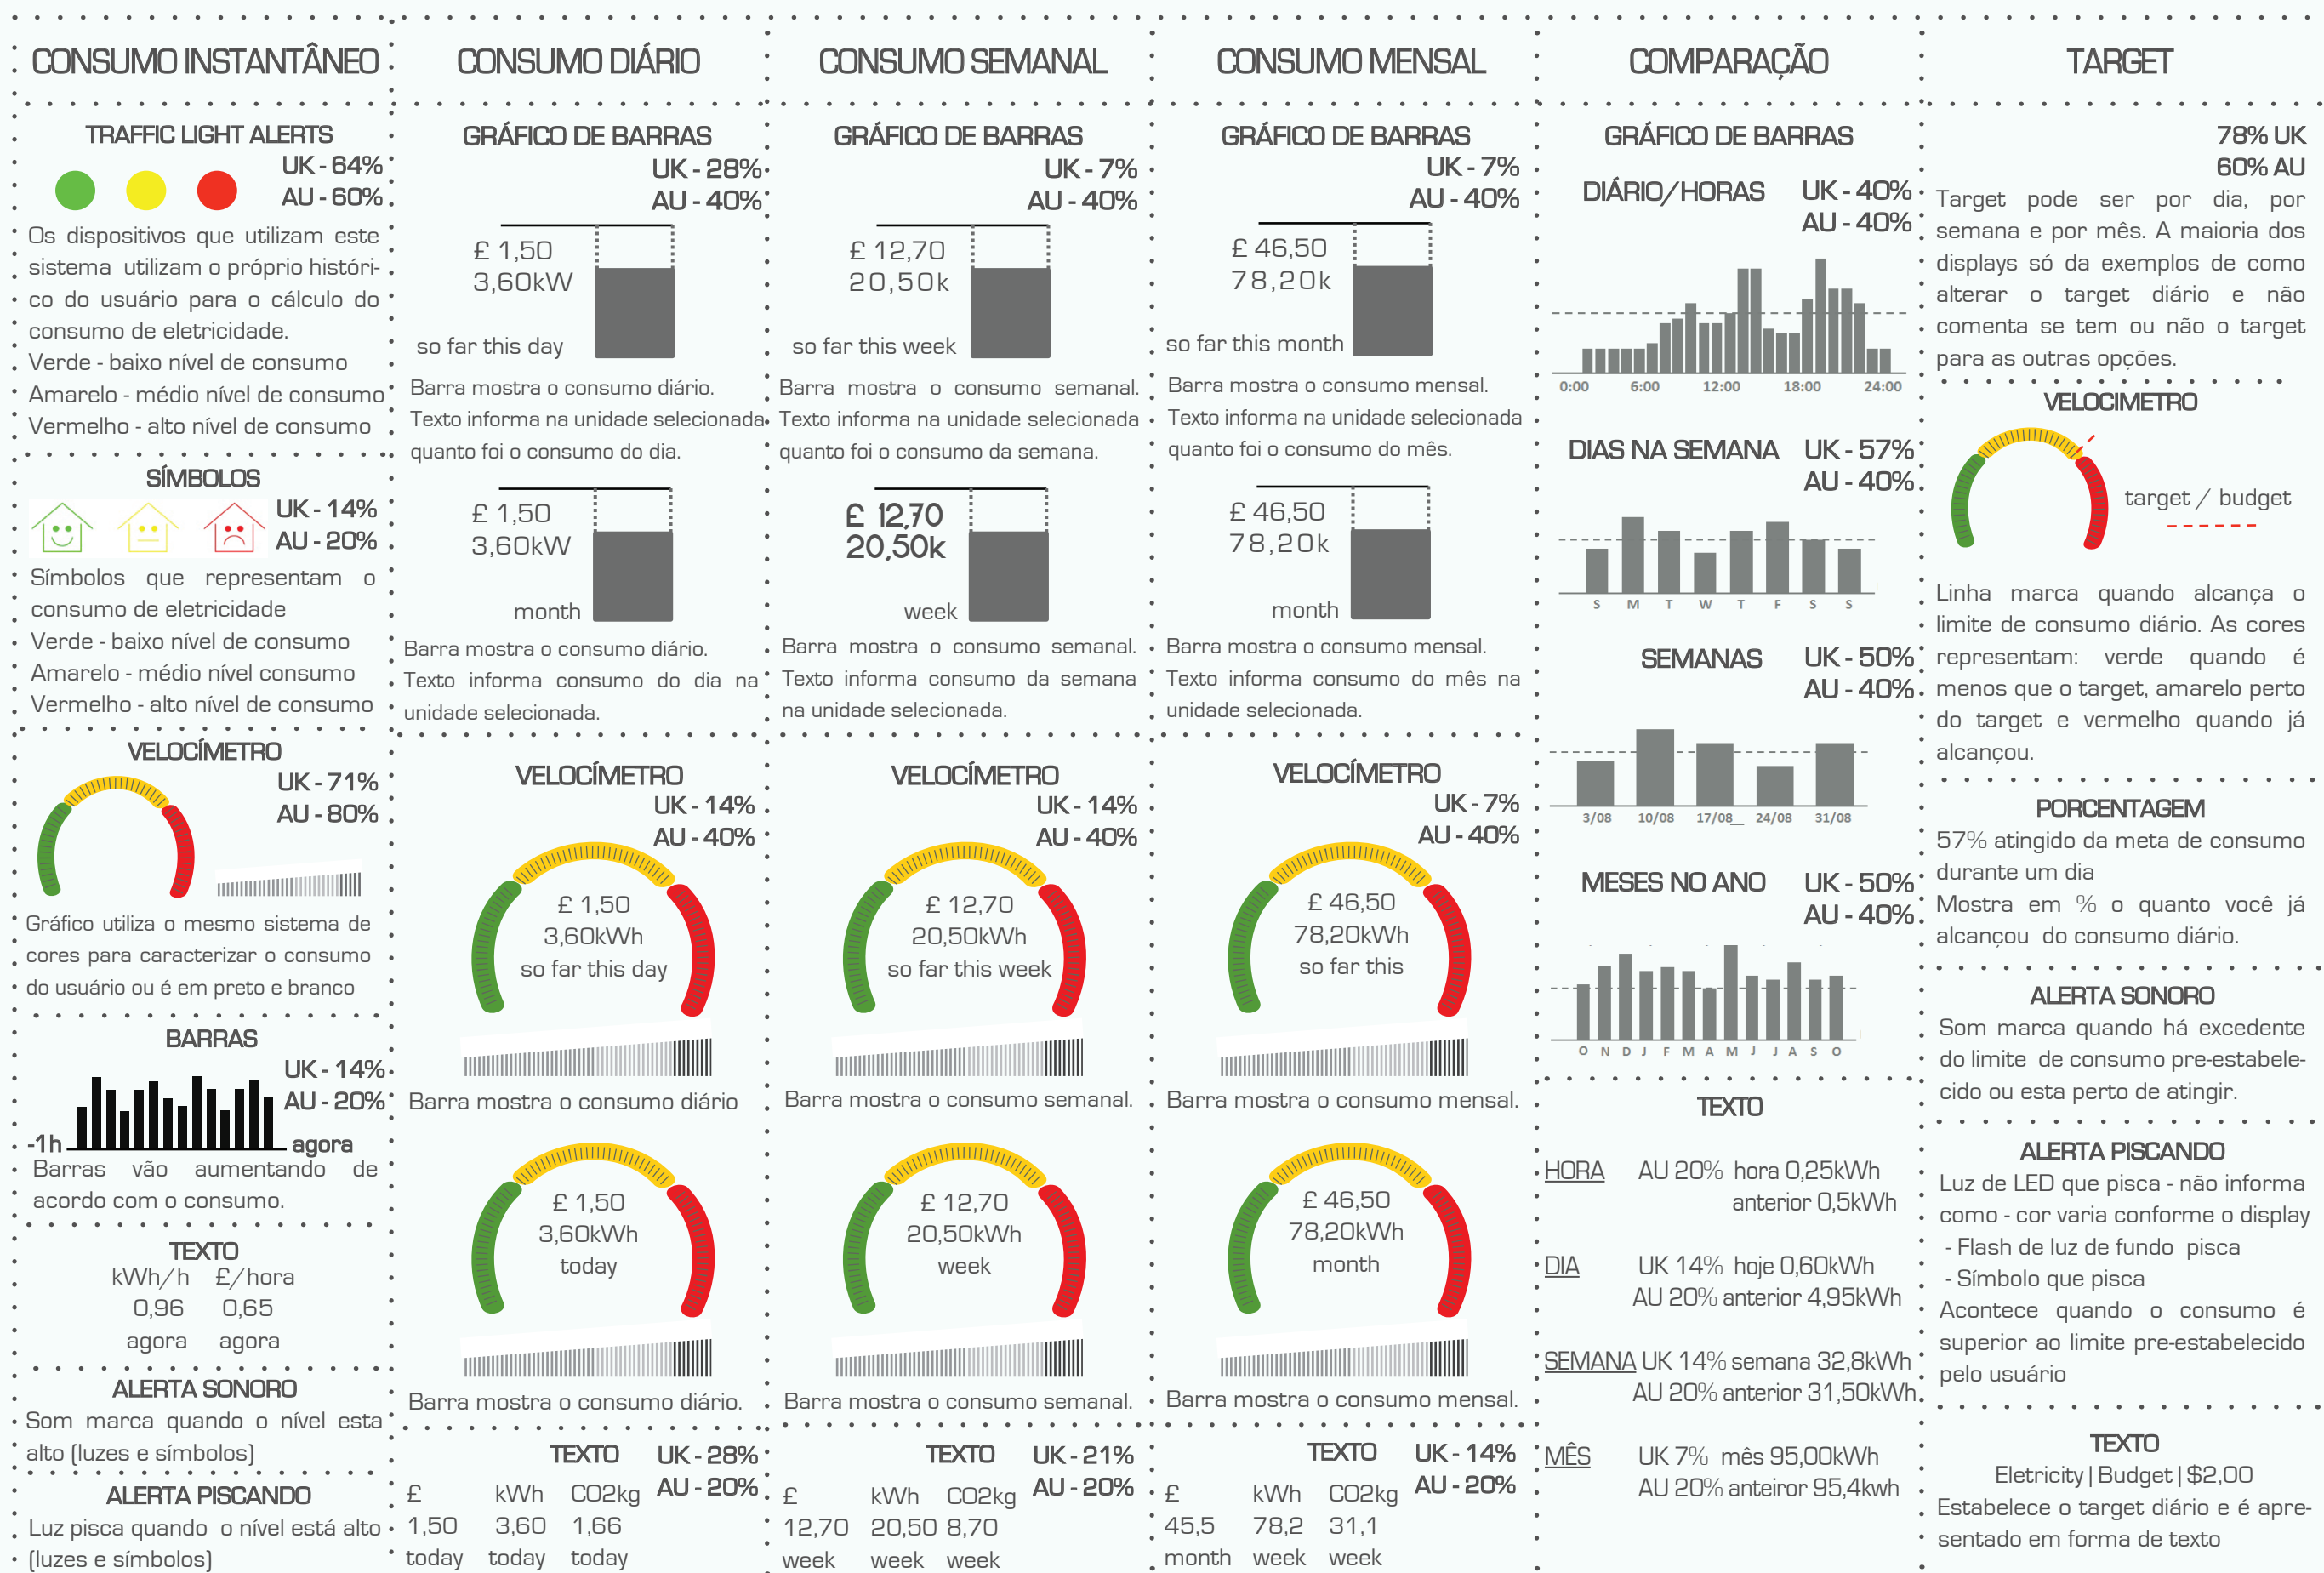 CONSUMO INSTANTÂNEO
TRAFFIC LIGHT ALERTS
UK - 64%
AU - 60%
Os dispositivos que utilizam este
sistema utilizam o próprio históri-
co do usuário para o cálculo do
consumo de eletricidade.
Verde - baixo nível de consumo
Amarelo - médio nível de consumo
Vermelho - alto nível de consumo
SÍMBOLOS
UK - 14%
AU - 20%
Símbolos que representam o
consumo de eletricidade
Verde - baixo nível de consumo
Amarelo - médio nível consumo
Vermelho - alto nível de consumo
VELOCÍMETRO
UK - 71%
AU - 80%
Gráfico utiliza o mesmo sistema de
cores para caracterizar o consumo
do usuário ou é em preto e branco
BARRAS
UK - 14%
AU - 20%
-1h agora
Barras vão aumentando de
acordo com o consumo.
TEXTO
kWh/h £/hora
0,96 0,65
agora agora
ALERTA SONORO
Som marca quando o nível esta
alto (luzes e símbolos)
ALERTA PISCANDO
Luz pisca quando o nível está alto
(luzes e símbolos)
CONSUMO DIÁRIO
GRÁFICO DE BARRAS
UK - 28%
AU - 40%
£ 1,50
3,60kW
so far this day
Barra mostra o consumo diário.
Texto informa na unidade selecionada
quanto foi o consumo do dia.
£ 1,50
3,60kW
month
Barra mostra o consumo diário.
Texto informa consumo do dia na
unidade selecionada.
VELOCÍMETRO
UK - 14%
AU - 40%
£ 1,50
3,60kWh
so far this day
Barra mostra o consumo diário
£ 1,50
3,60kWh
today
Barra mostra o consumo diário.
TEXTO UK - 28%
AU - 20%
£ kWh CO2kg
1,50 3,60 1,66
today today today
CONSUMO SEMANAL
GRÁFICO DE BARRAS
UK - 7%
AU - 40%
£ 12,70
20,50k
so far this week
Barra mostra o consumo semanal.
Texto informa na unidade selecionada
quanto foi o consumo da semana.
£ 12,70
20,50k
week
Barra mostra o consumo semanal.
Texto informa consumo da semana
na unidade selecionada.
VELOCÍMETRO
UK - 14%
AU - 40%
£ 12,70
20,50kWh
so far this week
Barra mostra o consumo semanal.
£ 12,70
20,50kWh
week
Barra mostra o consumo semanal.
TEXTO UK - 21%
AU - 20%
£ kWh CO2kg
12,70 20,50 8,70
week week week
CONSUMO MENSAL
GRÁFICO DE BARRAS
UK - 7%
AU - 40%
£ 46,50
78,20k
so far this month
Barra mostra o consumo mensal.
Texto informa na unidade selecionada
quanto foi o consumo do mês.
£ 46,50
78,20k
month
Barra mostra o consumo mensal.
Texto informa consumo do mês na
unidade selecionada.
VELOCÍMETRO
UK - 7%
AU - 40%
£ 46,50
78,20kWh
so far this
Barra mostra o consumo mensal.
£ 46,50
78,20kWh
month
Barra mostra o consumo mensal.
TEXTO UK - 14%
AU - 20%
£ kWh CO2kg
45,5 78,2 31,1
month week week
COMPARAÇÃO
GRÁFICO DE BARRAS
DIÁRIO/HORAS UK - 40%
AU - 40%
0:00 6:00 12:00 18:00 24:00
DIAS NA SEMANA UK - 57%
AU - 40%
S M T W T F S S
SEMANAS UK - 50%
AU - 40%
3/08 10/08 17/08__ 24/08 31/08
MESES NO ANO UK - 50%
AU - 40%
O N D J F M A M J J A S O
TEXTO
HORA AU 20% hora 0,25kWh
anterior 0,5kWh
DIA UK 14% hoje 0,60kWh
AU 20% anterior 4,95kWh
SEMANA UK 14% semana 32,8kWh
AU 20% anterior 31,50kWh
MÊS UK 7% mês 95,00kWh
AU 20% anteiror 95,4kwh
TARGET
78% UK
60% AU
Target pode ser por dia, por
semana e por mês. A maioria dos
displays só da exemplos de como
alterar o target diário e não
comenta se tem ou não o target
para as outras opções.
VELOCIMETRO
target / budget
Linha marca quando alcança o
limite de consumo diário. As cores
representam: verde quando é
menos que o target, amarelo perto
do target e vermelho quando já
alcançou.
PORCENTAGEM
57% atingido da meta de consumo
durante um dia
Mostra em % o quanto você já
alcançou do consumo diário.
ALERTA SONORO
Som marca quando há excedente
do limite de consumo pre-estabele-
cido ou esta perto de atingir.
ALERTA PISCANDO
Luz de LED que pisca - não informa
como - cor varia conforme o display
- Flash de luz de fundo pisca
- Símbolo que pisca
Acontece quando o consumo é
superior ao limite pre-estabelecido
pelo usuário
TEXTO
Eletricity | Budget | $2,00
Estabelece o target diário e é apre-
sentado em forma de texto